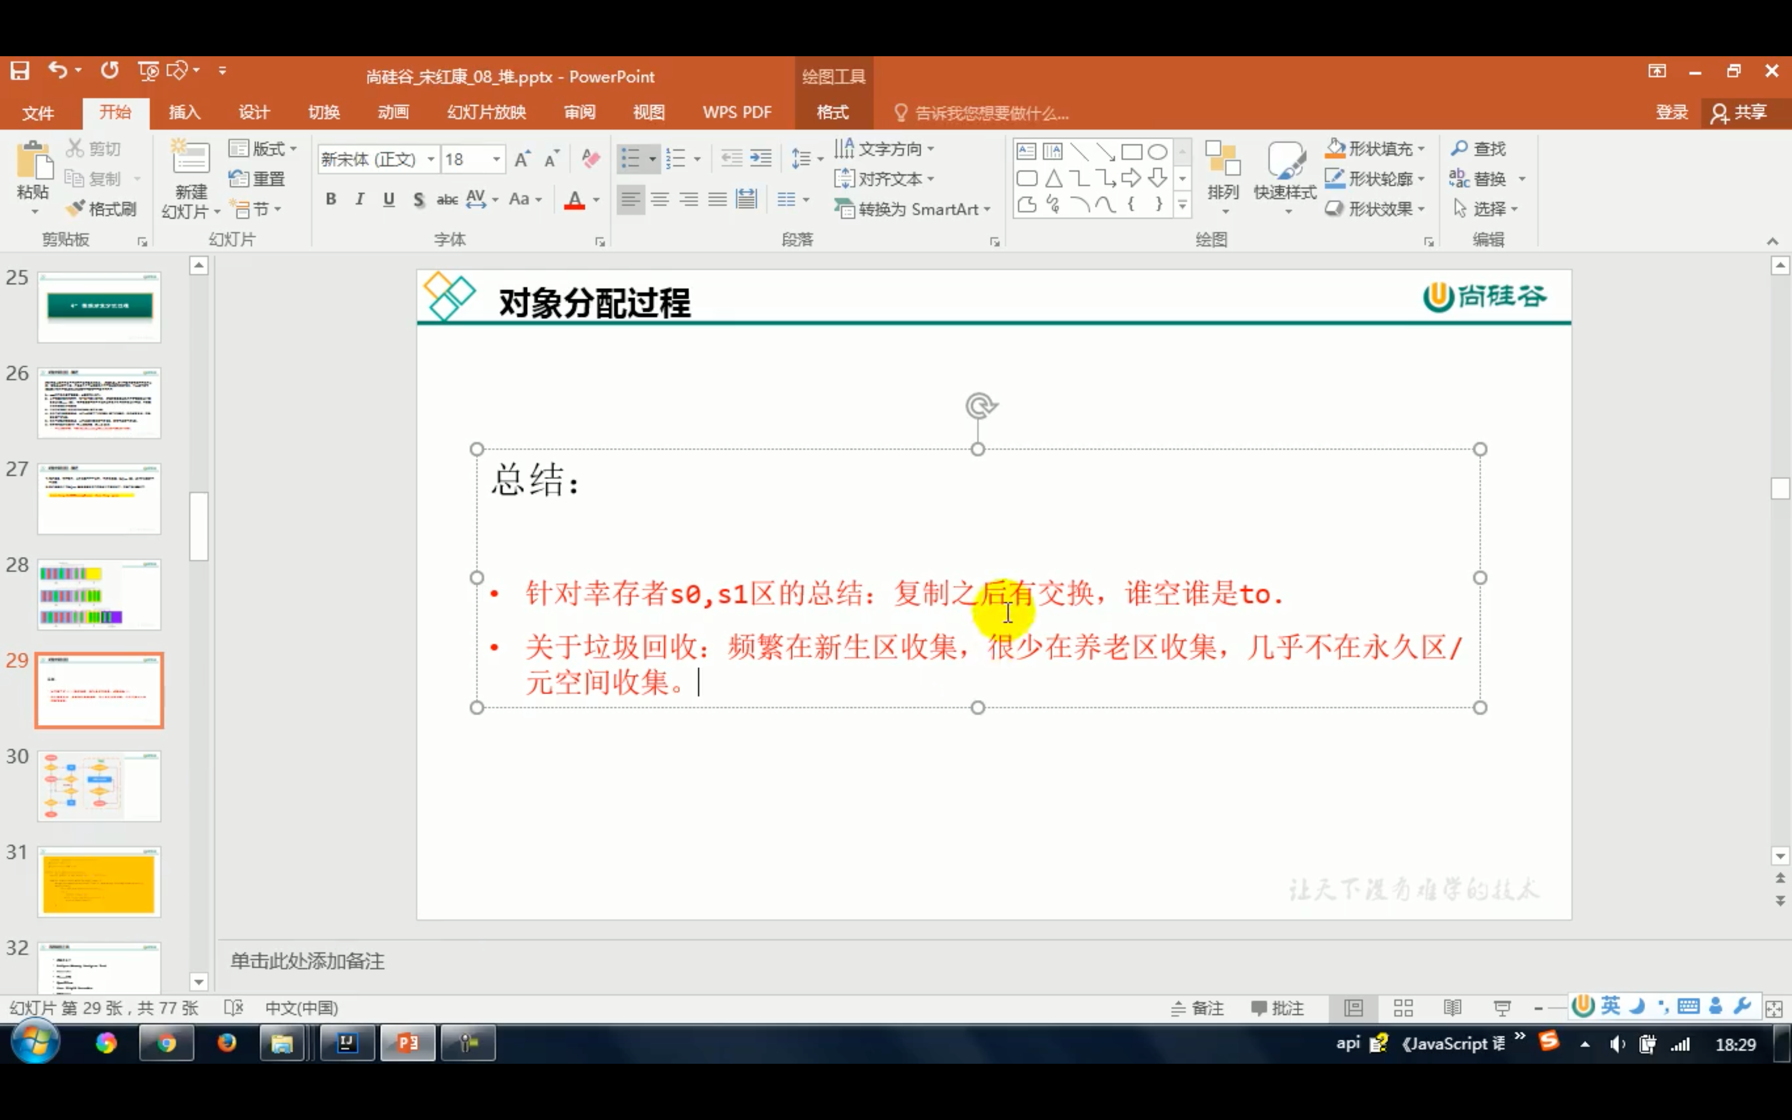 尚硅谷_宋红康_08_堆.pptx - PowerPoint
绘图工具
文件 开始 插入 设计 切换 动画 幻灯片放映 审阅 视图 WPS PDF 格式 告诉我您想要做什么... 登录 共享
粘贴 剪切 复制 格式刷 剪贴板
新建 幻灯片 版式 重置 节 幻灯片
新宋体 (正文) 18
B I U S abc AV Aa A 字体
文字方向 对齐文本 转换为 SmartArt 段落
排列 快速样式 形状填充 形状轮廓 形状效果 绘图
查找 替换 选择 编辑
25
26
27
28
29
30
31
32
对象分配过程
尚硅谷
总结：
• 针对幸存者s0,s1区的总结：复制之后有交换，谁空谁是to.
• 关于垃圾回收：频繁在新生区收集，很少在养老区收集，几乎不在永久区/
元空间收集。
让天下没有难学的技术
单击此处添加备注
幻灯片 第 29 张，共 77 张 中文(中国) 备注 批注 英
api 《JavaScript 语 18:29